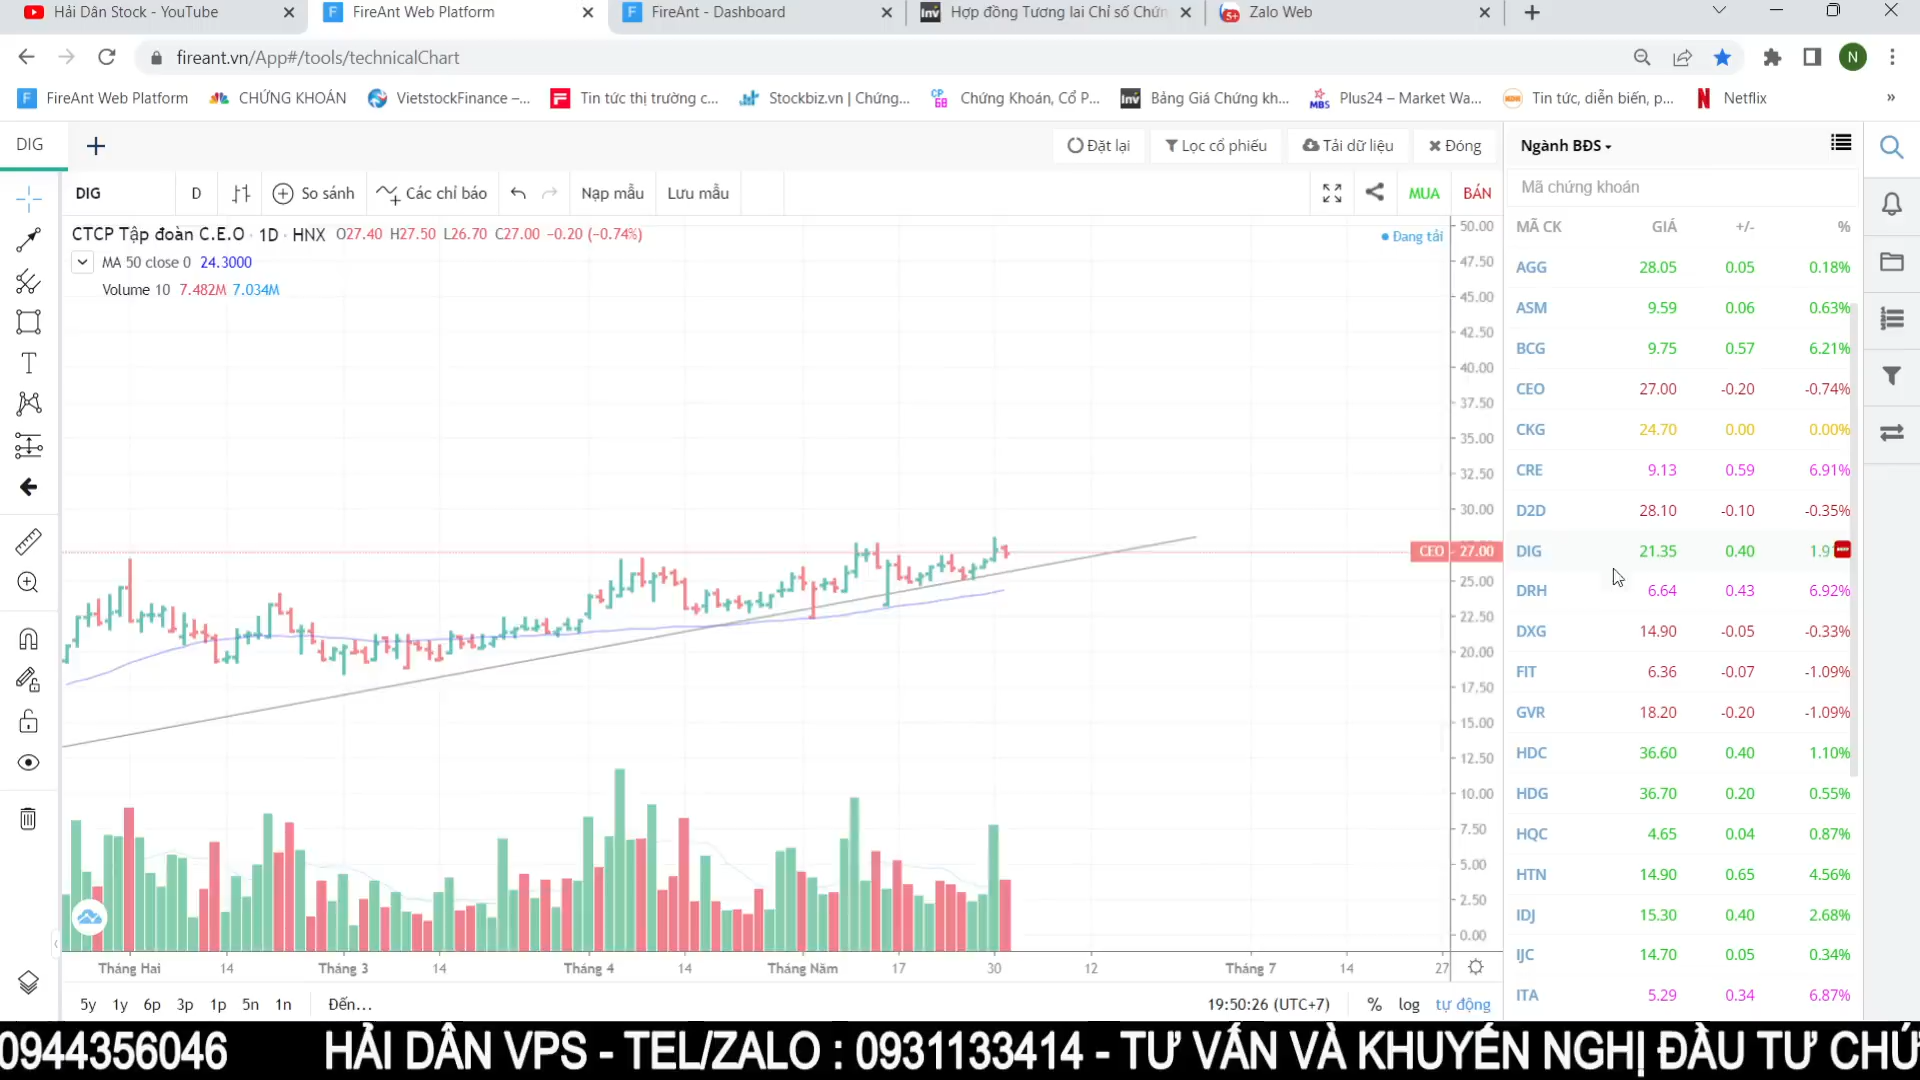 Hải Dân Stock - YouTube
FireAnt Web Platform
FireAnt - Dashboard
Hợp đồng Tương lai Chỉ số Chứn
Zalo Web
fireant.vn/App#/tools/technicalChart
N
FireAnt Web Platform
CHỨNG KHOÁN
VietstockFinance –...
Tin tức thị trường c...
Stockbiz.vn | Chứng...
Chứng Khoán, Cổ P...
Bảng Giá Chứng kh...
Plus24 – Market Wa...
Tin tức, diễn biến, p...
Netflix
»
DIG
Đặt lại
Lọc cổ phiếu
Tải dữ liệu
Đóng
Ngành BĐS
DIG
D
So sánh
Các chỉ báo
Nạp mẫu
Lưu mẫu
MUA
BÁN
Mã chứng khoán
CTCP Tập đoàn C.E.O · 1D · HNX O27.40 H27.50 L26.70 C27.00 −0.20 (−0.74%)
Đang tải
MA 50 close 0 24.3000
Volume 10 7.482M 7.034M
50.00
47.50
45.00
42.50
40.00
37.50
35.00
32.50
30.00
CEO 27.00
25.00
22.50
20.00
17.50
15.00
12.50
10.00
7.50
5.00
2.50
0.00
MÃ CK GIÁ +/- %
AGG 28.05 0.05 0.18%
ASM 9.59 0.06 0.63%
BCG 9.75 0.57 6.21%
CEO 27.00 -0.20 -0.74%
CKG 24.70 0.00 0.00%
CRE 9.13 0.59 6.91%
D2D 28.10 -0.10 -0.35%
DIG 21.35 0.40 1.9
DRH 6.64 0.43 6.92%
DXG 14.90 -0.05 -0.33%
FIT 6.36 -0.07 -1.09%
GVR 18.20 -0.20 -1.09%
HDC 36.60 0.40 1.10%
HDG 36.70 0.20 0.55%
HQC 4.65 0.04 0.87%
HTN 14.90 0.65 4.56%
IDJ 15.30 0.40 2.68%
IJC 14.70 0.05 0.34%
ITA 5.29 0.34 6.87%
Tháng Hai 14 Tháng 3 14 Tháng 4 14 Tháng Năm 17 30 12 Tháng 7 14 27
5y 1y 6p 3p 1p 5n 1n Đến...
19:50:26 (UTC+7) % log tự động
0944356046 HẢI DÂN VPS - TEL/ZALO : 0931133414 - TƯ VẤN VÀ KHUYẾN NGHỊ ĐẦU TƯ CHỨ